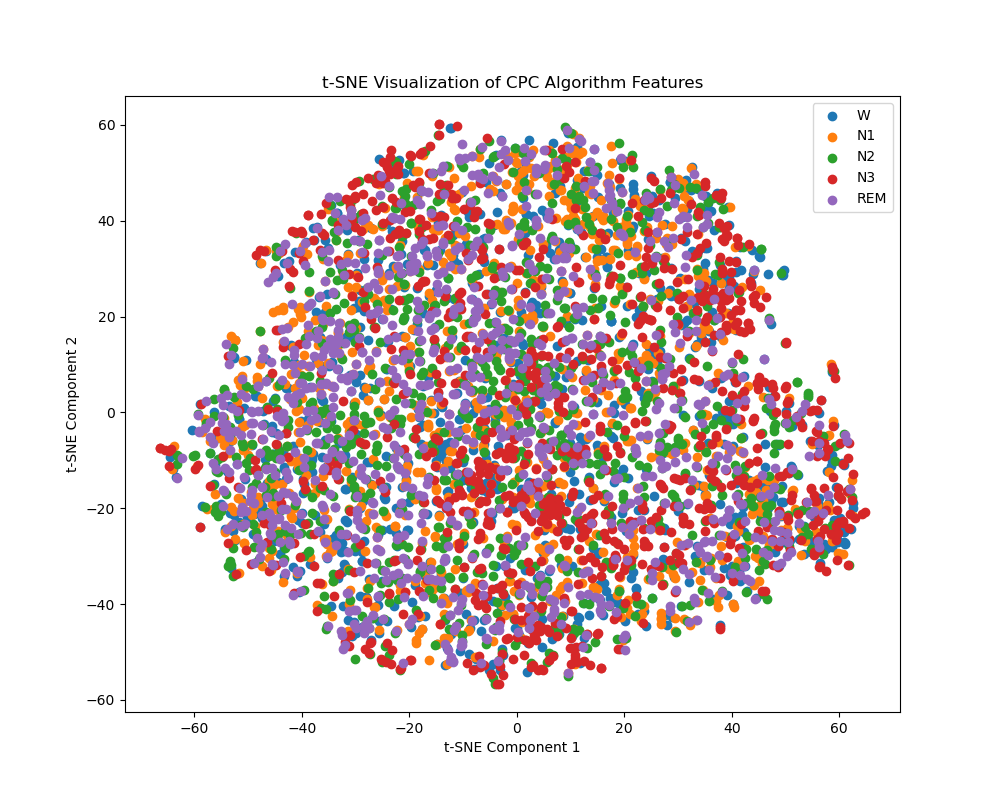 t-SNE Visualization of CPC Algorithm Features
W
N1
N2
N3
REM
60
40
20
0
−20
−40
−60
t-SNE Component 2
−60
−40
−20
0
20
40
60
t-SNE Component 1